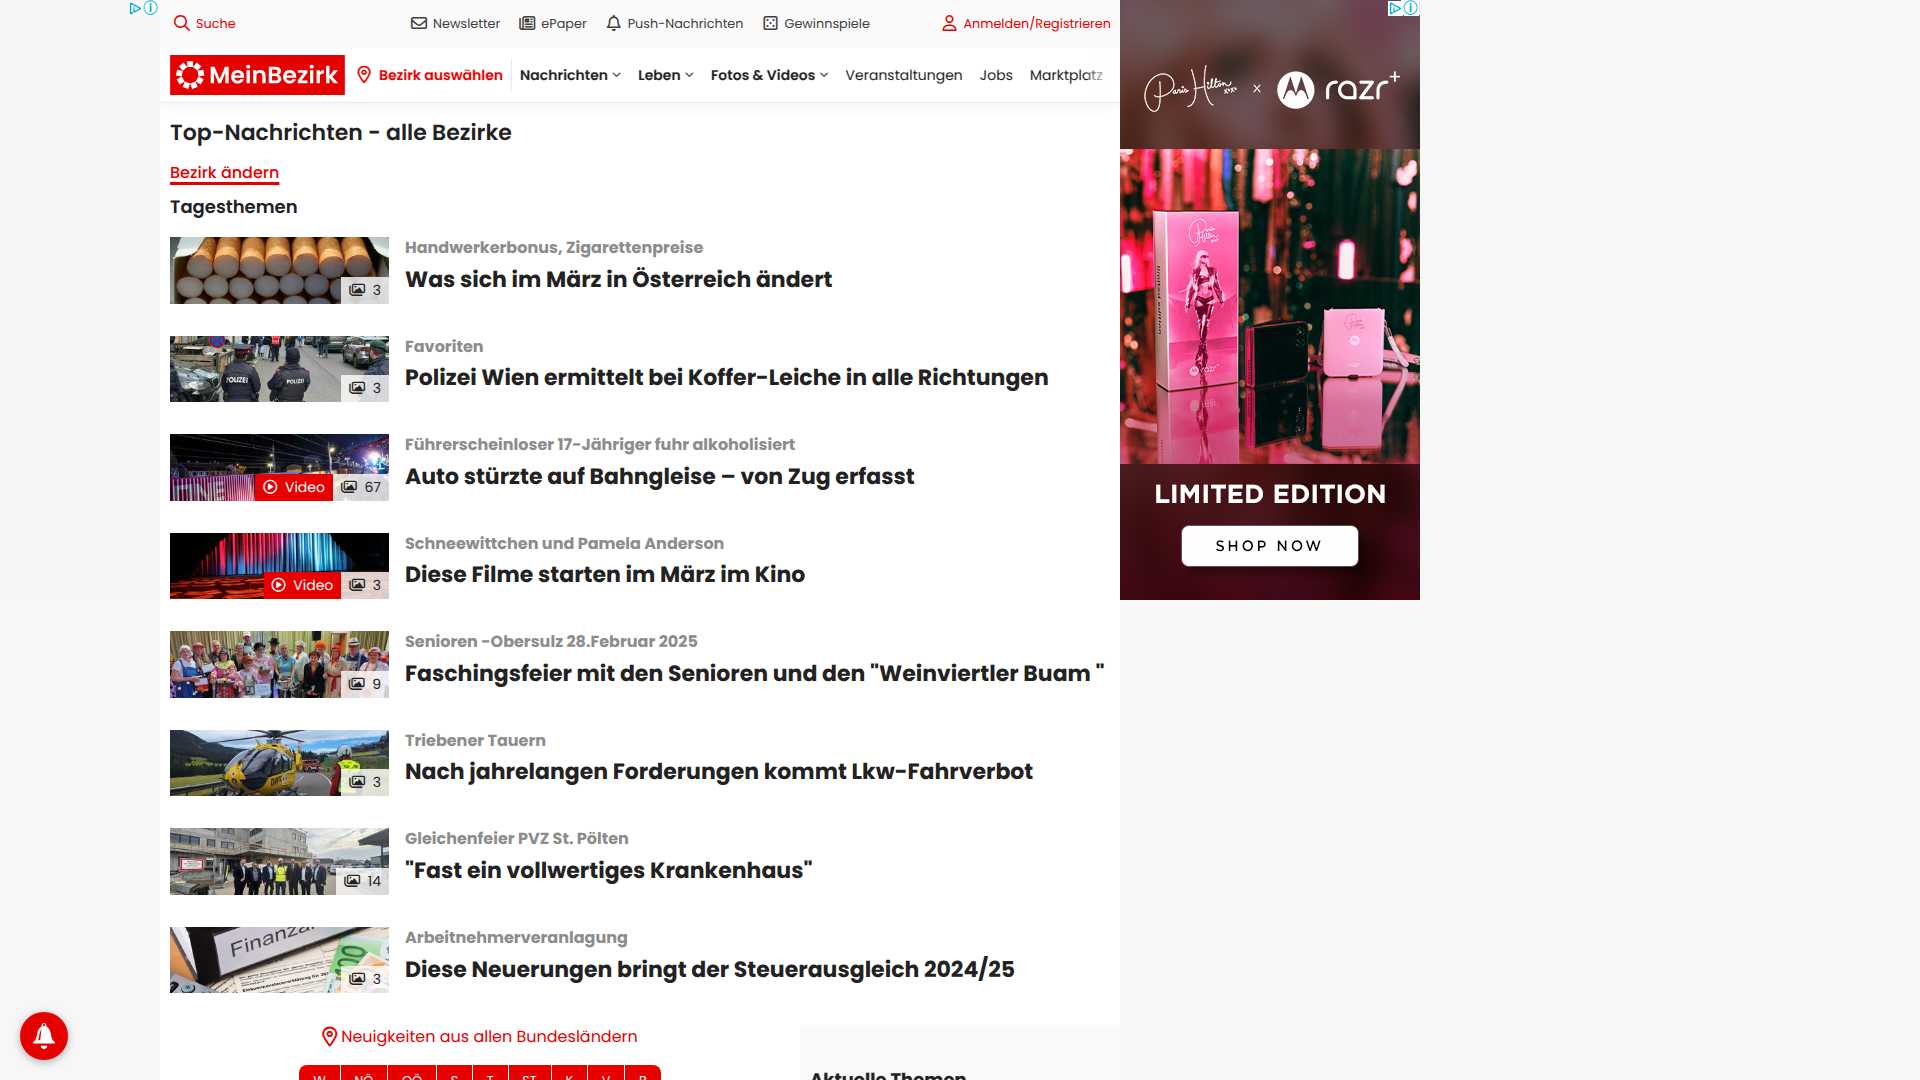 Suche
Newsletter
ePaper
Push-Nachrichten
Gewinnspiele
Anmelden/Registrieren
MeinBezirk
Bezirk auswählen
Nachrichten
Leben
Fotos & Videos
Veranstaltungen
Jobs
Marktplatz
Top-Nachrichten - alle Bezirke
Bezirk ändern
Tagesthemen
Handwerkerbonus, Zigarettenpreise
Was sich im März in Österreich ändert
3
Favoriten
Polizei Wien ermittelt bei Koffer-Leiche in alle Richtungen
POLIZEI
POLIZEI
3
Führerscheinloser 17-Jähriger fuhr alkoholisiert
Auto stürzte auf Bahngleise – von Zug erfasst
Video
67
Schneewittchen und Pamela Anderson
Diese Filme starten im März im Kino
Video
3
Senioren -Obersulz 28.Februar 2025
Faschingsfeier mit den Senioren und den "Weinviertler Buam "
9
Triebener Tauern
Nach jahrelangen Forderungen kommt Lkw-Fahrverbot
3
Gleichenfeier PVZ St. Pölten
"Fast ein vollwertiges Krankenhaus"
14
Arbeitnehmerveranlagung
Diese Neuerungen bringt der Steuerausgleich 2024/25
3
Neuigkeiten aus allen Bundesländern
W
NÖ
OÖ
S
T
ST
K
V
B
Aktuelle Themen
Paris Hilton
x
razr+
LIMITED EDITION
SHOP NOW